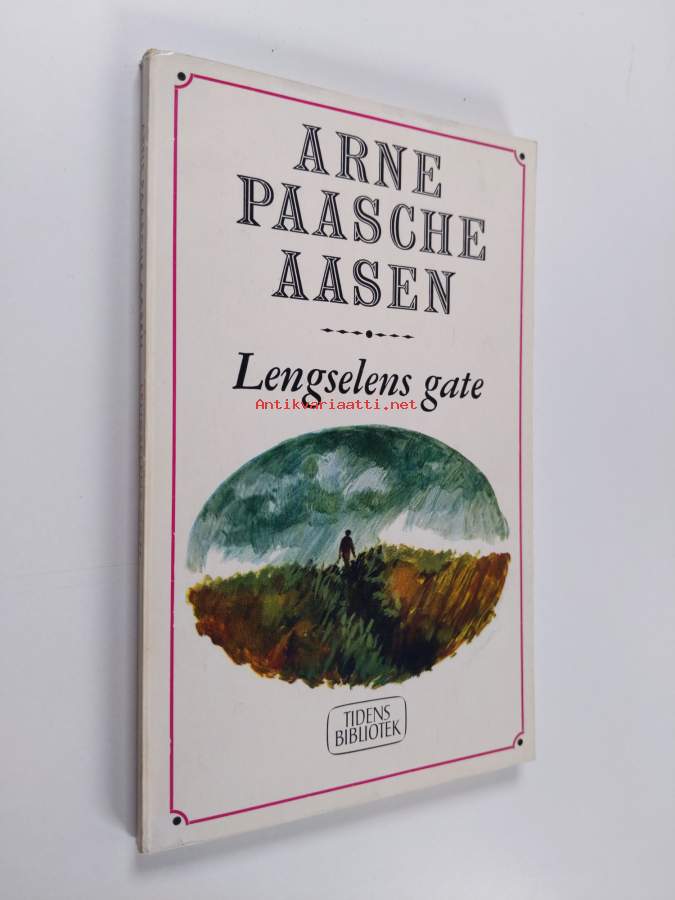 ARNE
PAASCHE
AASEN
Lengselens gate
Antikvariaatti.net
TIDENS
BIBLIOTEK